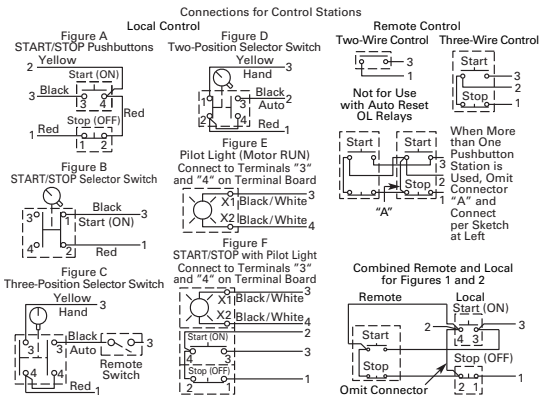 Connections for Control Stations
Local Control
Figure A
START/STOP Pushbuttons
2 Yellow
Start (ON)
3 Black
3 4
Red
Stop (OFF)
1 Red
1 2
Figure B
START/STOP Selector Switch
3 1
Black 3
Start (ON)
4 2
Red 1
Figure C
Three-Position Selector Switch
Yellow 3
Hand
3 3
Black
Auto
3
Remote
Switch
4 4
Red 1
Figure D
Two-Position Selector Switch
Yellow 3
Hand
1 3
Black 2
Auto
2 4
Red 1
Figure E
Pilot Light (Motor RUN)
Connect to Terminals "3"
and "4" on Terminal Board
X1 Black/White 3
X2 Black/White 4
Figure F
START/STOP with Pilot Light
Connect to Terminals "3"
and "4" on Terminal Board
X1 Black/White 3
X2 Black/White 4
Start (ON) 2
4 3 3
Stop (OFF)
2 1 1
Remote Control
Two-Wire Control
3
1
Not for Use
with Auto Reset
OL Relays
Three-Wire Control
Start
3
2
Stop
1
Start Start
3
2
Stop
1
"A"
When More
than One
Pushbutton
Station is
Used, Omit
Connector
"A" and
Connect
per Sketch
at Left
Combined Remote and Local
for Figures 1 and 2
Remote Local
Start (ON)
2 3
4 3
Start
Stop (OFF)
Stop
1
2 1
Omit Connector